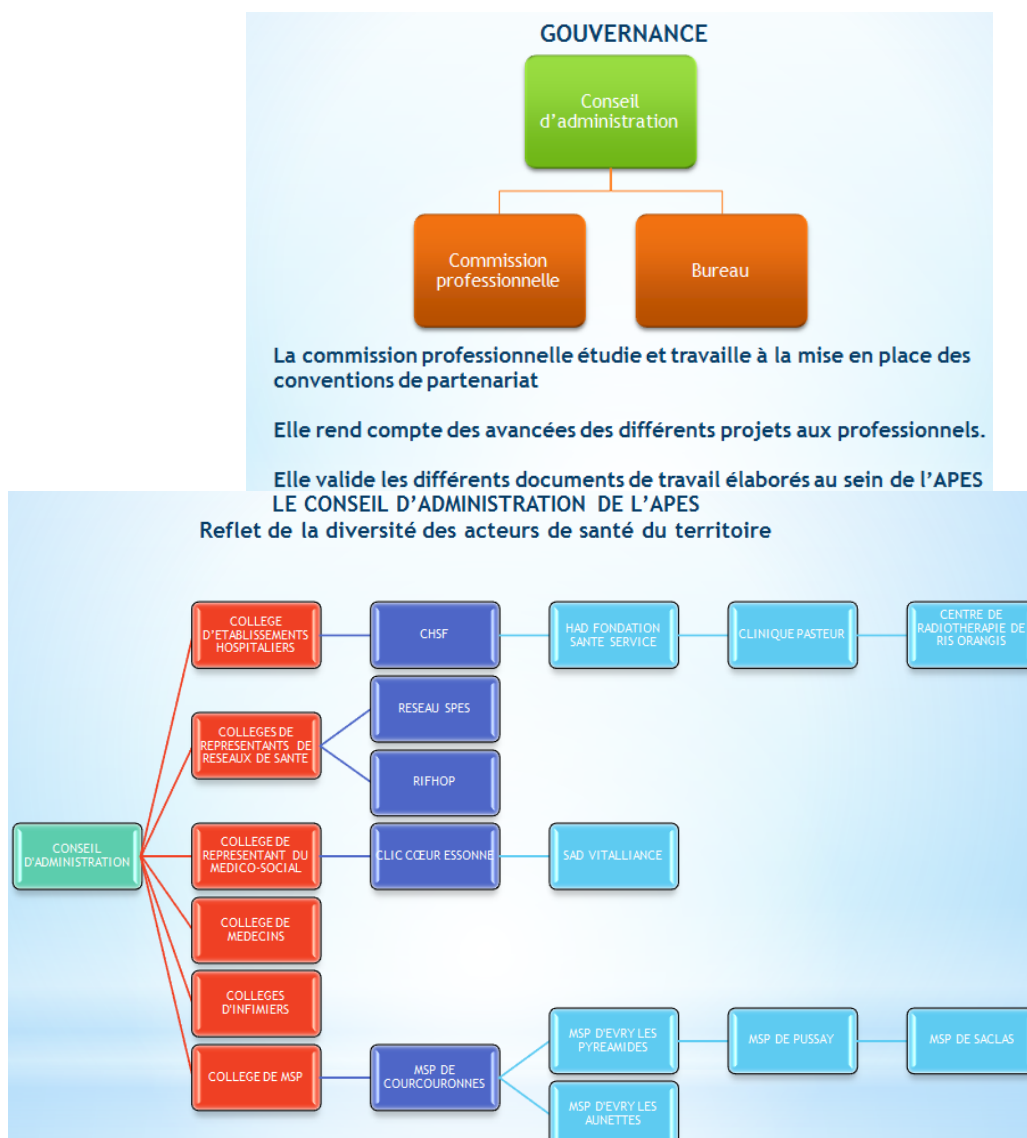 GOUVERNANCE
Conseil
d'administration
Commission
professionnelle
Bureau
La commission professionnelle étudie et travaille à la mise en place des
conventions de partenariat
Elle rend compte des avancées des différents projets aux professionnels.
Elle valide les différents documents de travail élaborés au sein de l'APES
LE CONSEIL D'ADMINISTRATION DE L'APES
Reflet de la diversité des acteurs de santé du territoire
CONSEIL
D'ADMINISTRATION
COLLEGE
D'ETABLISSEMENTS
HOSPITALIERS
CHSF
HAD FONDATION
SANTE SERVICE
CLINIQUE PASTEUR
CENTRE DE
RADIOTHERAPIE DE
RIS ORANGIS
COLLEGES DE
REPRESENTANTS DE
RESEAUX DE SANTE
RESEAU SPES
RIFHOP
COLLEGE DE
REPRESENTANT DU
MEDICO-SOCIAL
CLIC CŒUR ESSONNE
SAD VITALLIANCE
COLLEGE DE
MEDECINS
COLLEGES
D'INFIMIERS
COLLEGE DE MSP
MSP DE
COURCOURONNES
MSP D'EVRY LES
PYREAMIDES
MSP DE PUSSAY
MSP DE SACLAS
MSP D'EVRY LES
AUNETTES